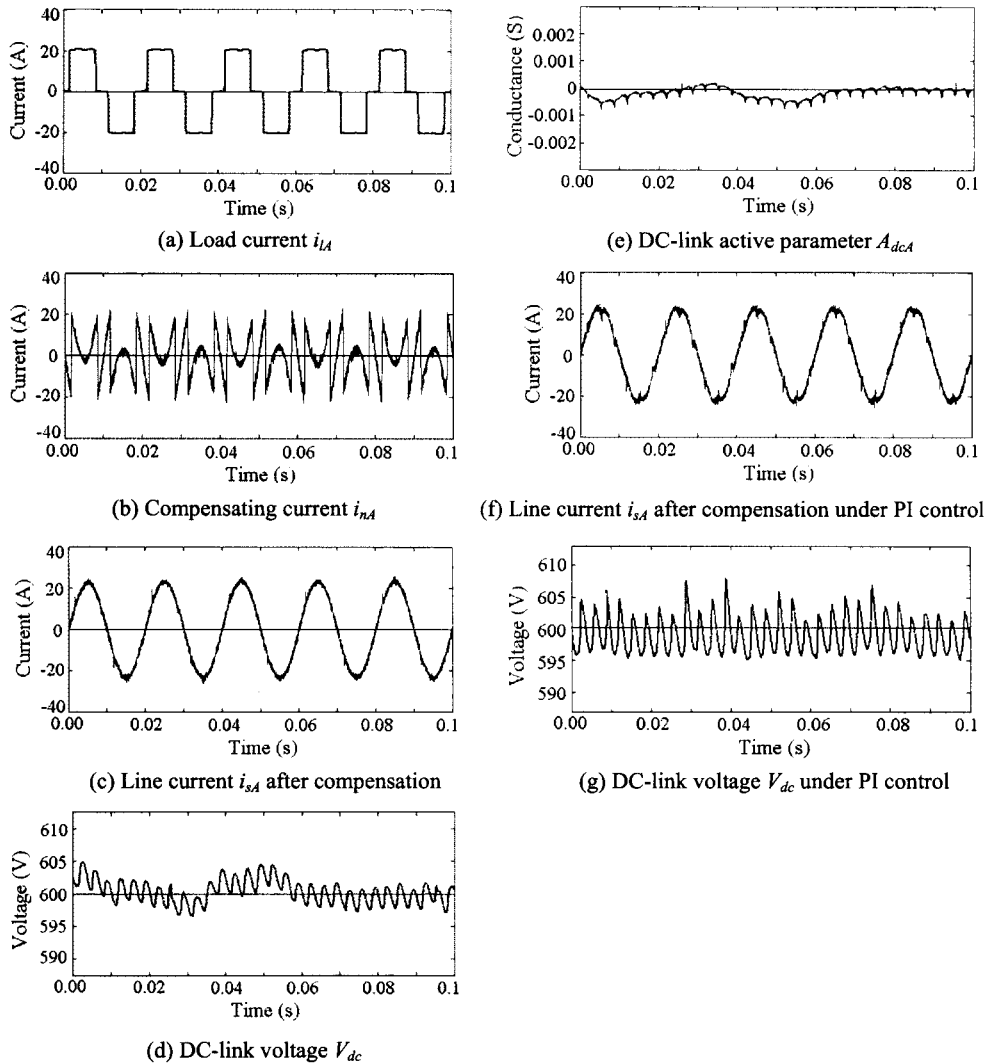 Current (A)
40
20
0
-20
-40
0.00 0.02 0.04 0.06 0.08 0.1
Time (s)
(a) Load current ilA
Current (A)
40
20
0
-20
-40
0.00 0.02 0.04 0.06 0.08 0.1
Time (s)
(b) Compensating current inA
Current (A)
40
20
0
-20
-40
0.00 0.02 0.04 0.06 0.08 0.1
Time (s)
(c) Line current isA after compensation
Voltage (V)
610
605
600
595
590
0.00 0.02 0.04 0.06 0.08 0.1
Time (s)
(d) DC-link voltage Vdc
Conductance (S)
0.002
0.001
0
-0.001
-0.002
0.00 0.02 0.04 0.06 0.08 0.1
Time (s)
(e) DC-link active parameter AdcA
Current (A)
40
20
0
-20
-40
0.00 0.02 0.04 0.06 0.08 0.1
Time (s)
(f) Line current isA after compensation under PI control
Voltage (V)
610
605
600
595
590
0.00 0.02 0.04 0.06 0.08 0.1
Time (s)
(g) DC-link voltage Vdc under PI control